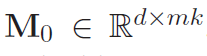 M₀ ∈ ℝ^{d×mk}